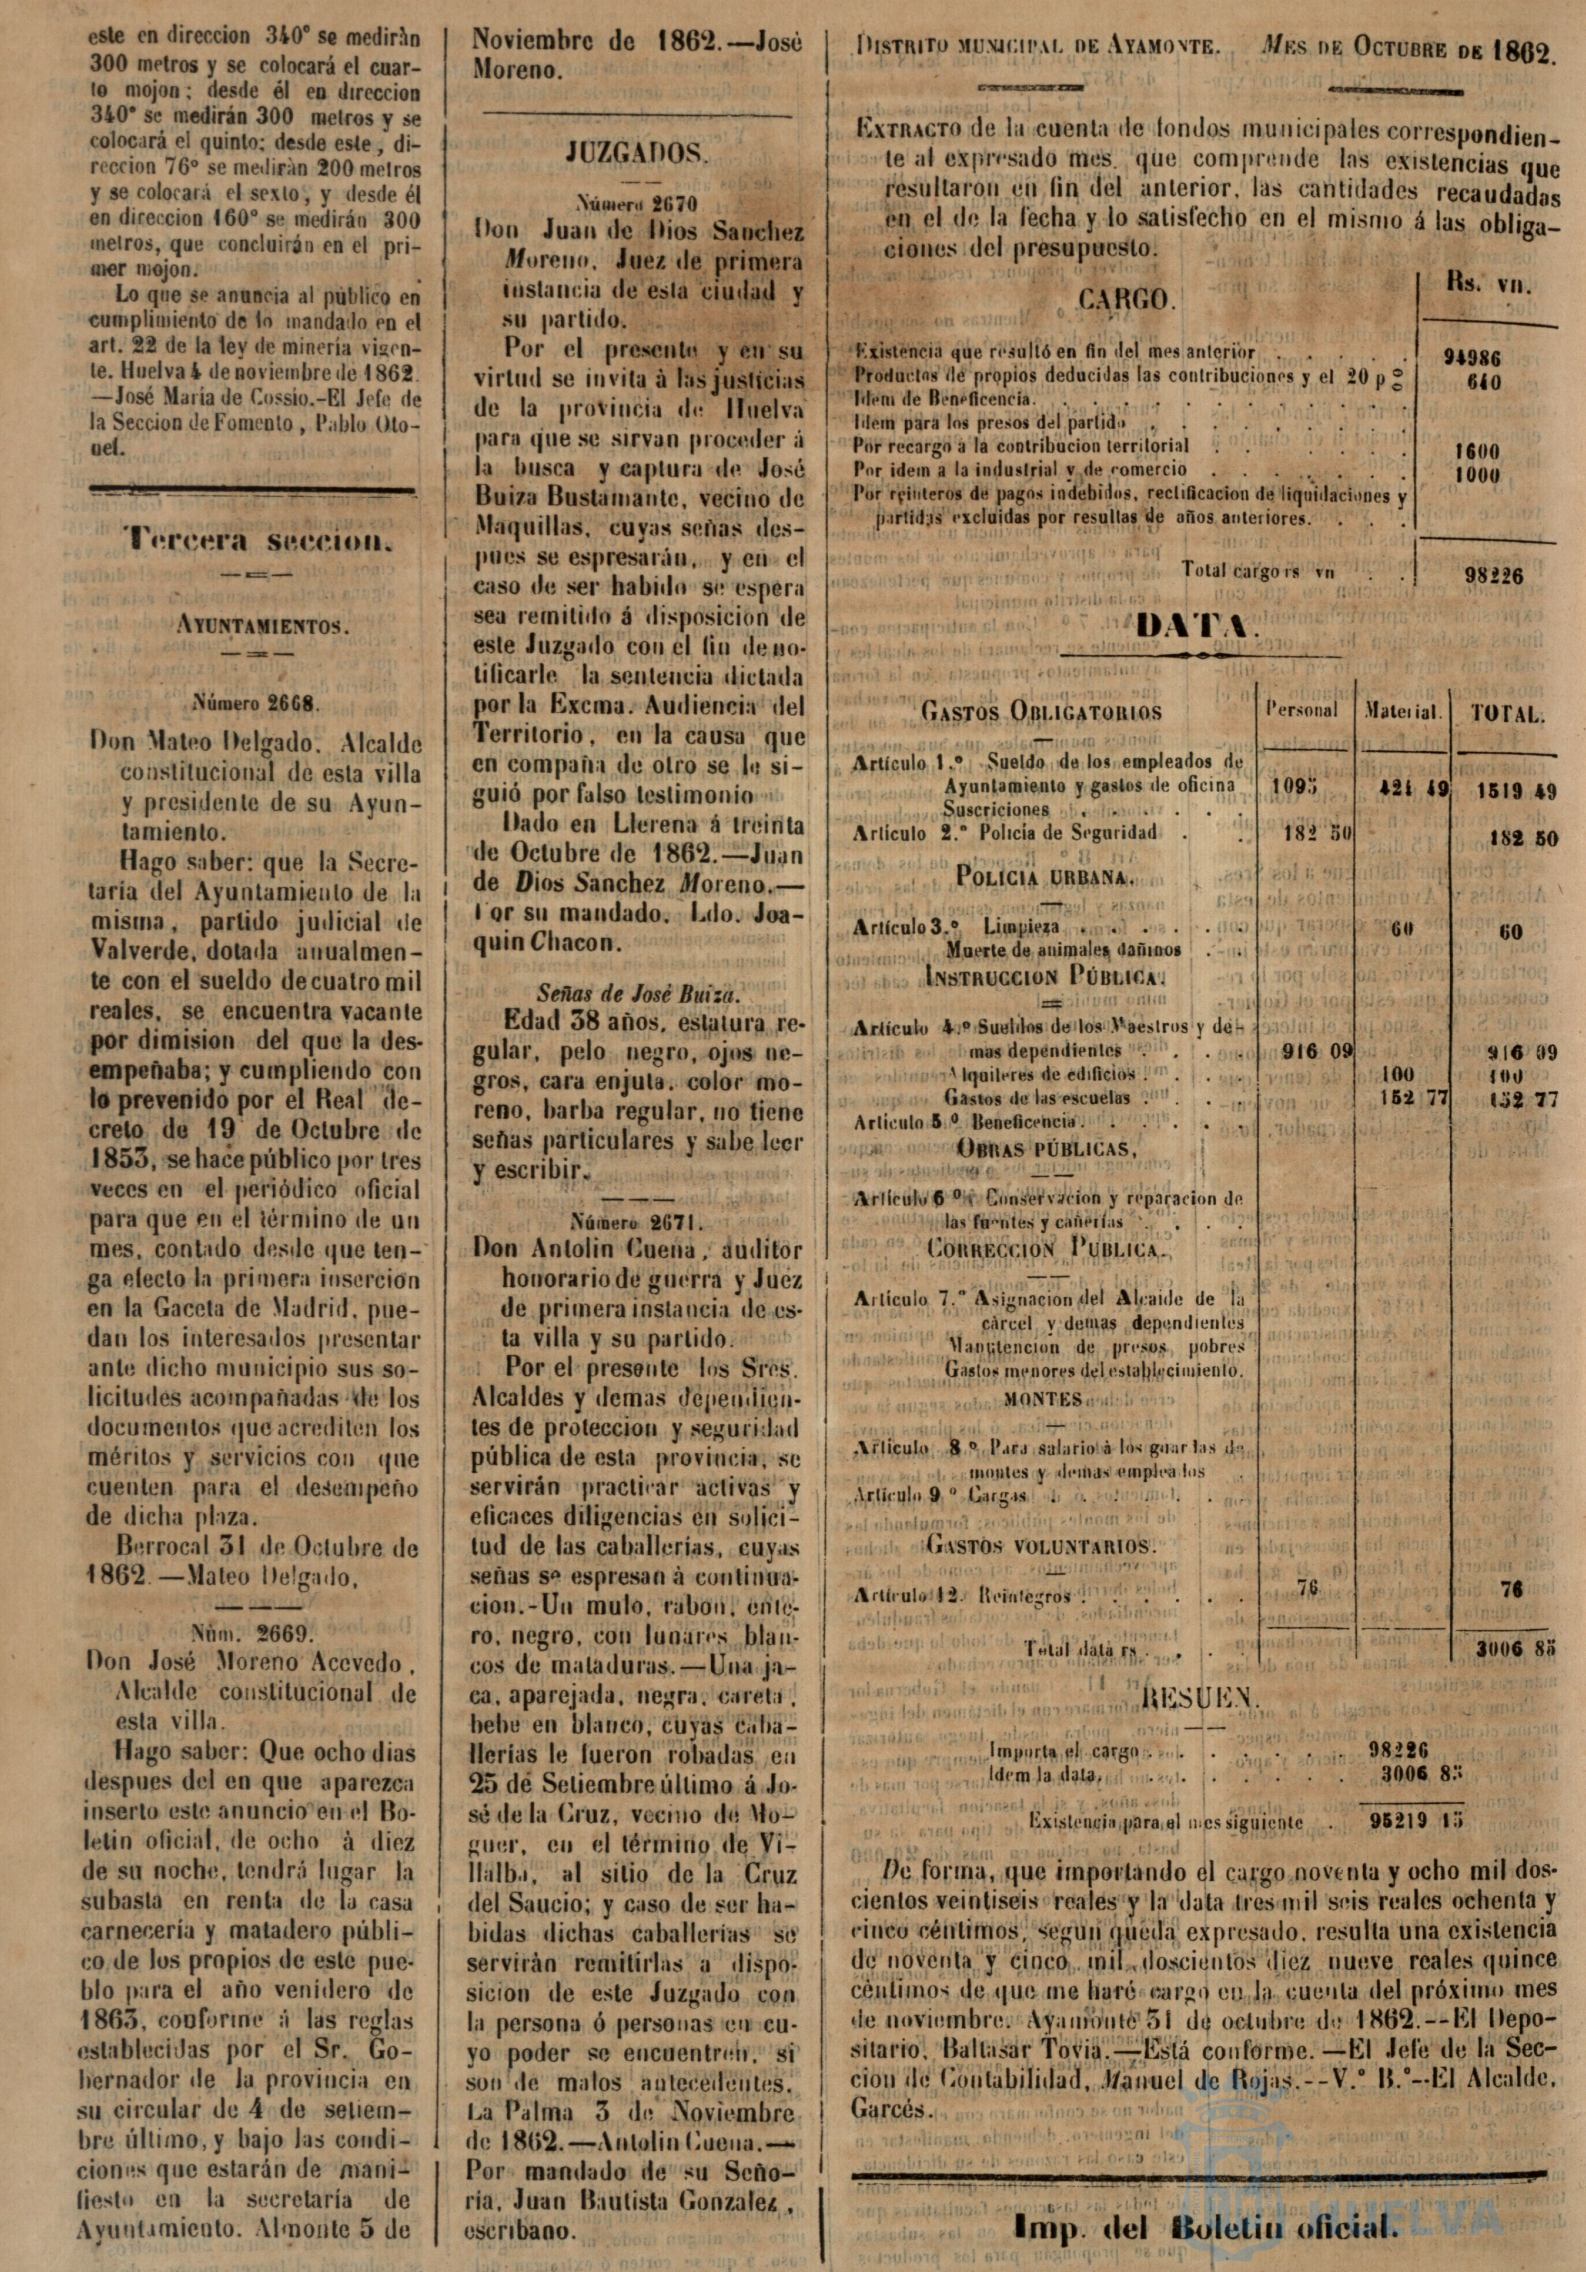 este en direccion 340° se medirán
300 metros y se colocará el cuar-
to mojon; desde él en direccion
340° se medirán 300 metros y se
colocará el quinto; desde este, di-
reccion 76° se medirán 200 metros
y se colocará el sexto, y desde él
en direccion 160° se medirán 300
metros, que concluirán en el pri-
mer mojon.
Lo que se anuncia al público en
cumplimiento de lo mandado en el
art. 22 de la ley de minería vigen-
te. Huelva 4 de noviembre de 1862.
—José María de Cossio.-El Jefe de
la Seccion de Fomento, Pablo Oto-
nel.
Tercera seccion.
AYUNTAMIENTOS.
Número 2668.
Don Mateo Delgado, Alcalde
constitucional de esta villa
y presidente de su Ayun-
tamiento.
Hago saber: que la Secre-
taría del Ayuntamiento de la
misma, partido judicial de
Valverde, dotada anualmen-
te con el sueldo de cuatro mil
reales, se encuentra vacante
por dimision del que la des-
empeñaba; y cumpliendo con
lo prevenido por el Real de-
creto de 19 de Octubre de
1853, se hace público por tres
veces en el periódico oficial
para que en el término de un
mes, contado desde que ten-
ga efecto la primera insercion
en la Gaceta de Madrid, pue-
dan los interesados presentar
ante dicho municipio sus so-
licitudes acompañadas de los
documentos que acrediten los
méritos y servicios con que
cuenten para el desempeño
de dicha plaza.
Berrocal 31 de Octubre de
1862.—Mateo Delgado,
Núm. 2669.
Don José Moreno Acevedo,
Alcalde constitucional de
esta villa.
Hago saber: Que ocho dias
despues del en que aparezca
inserto este anuncio en el Bo-
letin oficial, de ocho á diez
de su noche, tendrá lugar la
subasta en renta de la casa
carnecería y matadero públi-
co de los propios de este pue-
blo para el año venidero de
1863, conforme á las reglas
establecidas por el Sr. Go-
bernador de la provincia en
su circular de 4 de setiem-
bre último, y bajo las condi-
ciones que estarán de mani-
fiesto en la secretaría de
Ayuntamiento. Almonte 5 de
Noviembre de 1862.—José
Moreno.
JUZGADOS.
Número 2670
Don Juan de Dios Sanchez
Moreno, Juez de primera
instancia de esta ciudad y
su partido.
Por el presente y en su
virtud se invita á las justicias
de la provincia de Huelva
para que se sirvan proceder á
la busca y captura de José
Buiza Bustamante, vecino de
Maquillas, cuyas señas des-
pues se espresarán, y en el
caso de ser habido se espera
sea remitido á disposicion de
este Juzgado con el fin de no-
tificarle la sentencia dictada
por la Excma. Audiencia del
Territorio, en la causa que
en compaña de otro se le si-
guió por falso testimonio
Dado en Llerena á treinta
de Octubre de 1862.—Juan
de Dios Sanchez Moreno.—
Por su mandado, Ldo. Joa-
quin Chacon.
Señas de José Buiza.
Edad 38 años, estatura re-
gular, pelo negro, ojos ne-
gros, cara enjuta, color mo-
reno, barba regular, no tiene
señas particulares y sabe leer
y escribir.
Número 2671.
Don Antolin Cuena, auditor
honorario de guerra y Juez
de primera instancia de es-
ta villa y su partido.
Por el presente los Sres.
Alcaldes y demas dependien-
tes de proteccion y seguridad
pública de esta provincia, se
servirán practicar activas y
eficaces diligencias en solici-
tud de las caballerías, cuyas
señas se espresan á continua-
cion.-Un mulo, rabon, ente-
ro, negro, con lunares blan-
cos de mataduras.—Una ja-
ca, aparejada, negra, careta,
bebe en blanco, cuyas caba-
llerías le fueron robadas en
25 de Setiembre último á Jo-
sé de la Cruz, vecino de Mo-
guer, en el término de Vi-
llalba, al sitio de la Cruz
del Saucio; y caso de ser ha-
bidas dichas caballerías se
servirán remitirlas a dispo-
sicion de este Juzgado con
la persona ó personas en cu-
yo poder se encuentren, si
son de malos antecedentes.
La Palma 3 de Noviembre
de 1862.—Antolin Cuena.—
Por mandado de su Seño-
ría, Juan Bautista Gonzalez,
escribano.
DISTRITO MUNICIPAL DE AYAMONTE. MES DE OCTUBRE DE 1862.
EXTRACTO de la cuenta de fondos municipales correspondien-
te al expresado mes, que comprende las existencias que
resultaron en fin del anterior, las cantidades recaudadas
en el de la fecha y lo satisfecho en el mismo á las obliga-
ciones del presupuesto.
CARGO. Rs. vn.
Existencia que resultó en fin del mes anterior . . . . . . 94986
Productos de propios deducidas las contribuciones y el 20 p% 640
Idem de Beneficencia. . . . . . . .
Idem para los presos del partido . . . . . . .
Por recargo á la contribucion territorial . . . . . . 1600
Por idem a la industrial y de comercio . . . . . . 1000
Por reinteros de pagos indebidos, rectificacion de liquidaciones y
partidas excluidas por resultas de años anteriores. . . .
Total cargo rs vn . . 98226
DATA.
GASTOS OBLIGATORIOS Personal Material. TOTAL.
Artículo 1.º Sueldo de los empleados de
Ayuntamiento y gastos de oficina 1095 424 49 1519 49
Suscriciones . . . . . .
Artículo 2.º Policía de Seguridad . . 182 50 182 50
POLICIA URBANA.
Artículo 3.º Limpieza . . . . . . 60 60
Muerte de animales dañinos . .
INSTRUCCION PÚBLICA.
Artículo 4.º Sueldos de los Maestros y de-
mas dependientes . . . . 916 09 916 09
Alquileres de edificios . . . . 100 100
Gastos de las escuelas . . . . 152 77 152 77
Artículo 5.º Beneficencia. . . . . .
OBRAS PÚBLICAS,
Artículo 6º Conservacion y reparacion de
las fuentes y cañerías . . . .
CORRECCION PUBLICA.
Artículo 7.º Asignacion del Alcaide de la
cárcel y demas dependientes
Manutencion de presos pobres
Gastos menores del establecimiento.
MONTES
Artículo 8º Para salario á los guardas de
montes y demas empleados .
Artículo 9º Cargas . . . . . .
GASTOS VOLUNTARIOS.
Artículo 12. Reintegros . . . . . 76 76
Total data rs . . . 3006 85
RESUEN.
Importa el cargo . . . . . . . 98226
Idem la data. . . . . . . . 3006 85
Existencia para el mes siguiente . 95219 15
De forma, que importando el cargo noventa y ocho mil dos-
cientos veintiseis reales y la data tres mil seis reales ochenta y
cinco céntimos, segun queda expresado, resulta una existencia
de noventa y cinco mil doscientos diez nueve reales quince
céntimos de que me haré cargo en la cuenta del próximo mes
de noviembre. Ayamonte 31 de octubre de 1862.--El Depo-
sitario, Baltasar Tovia.—Está conforme.—El Jefe de la Sec-
cion de Contabilidad, Manuel de Rojas.--V.º B.º--El Alcalde,
Garcés.
Imp. del Boletin oficial.
HUELVA